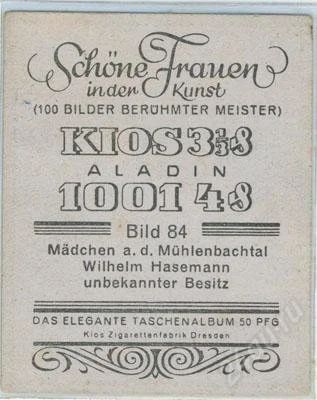 Schöne Frauen
in der Kunst
(100 BILDER BERÜHMTER MEISTER)
KIOS 3⅓ ₰
ALADIN
1001 4 ₰
Bild 84
Mädchen a. d. Mühlenbachtal
Wilhelm Hasemann
unbekannter Besitz
DAS ELEGANTE TASCHENALBUM 50 PFG
Kios Zigarettenfabrik Dresden